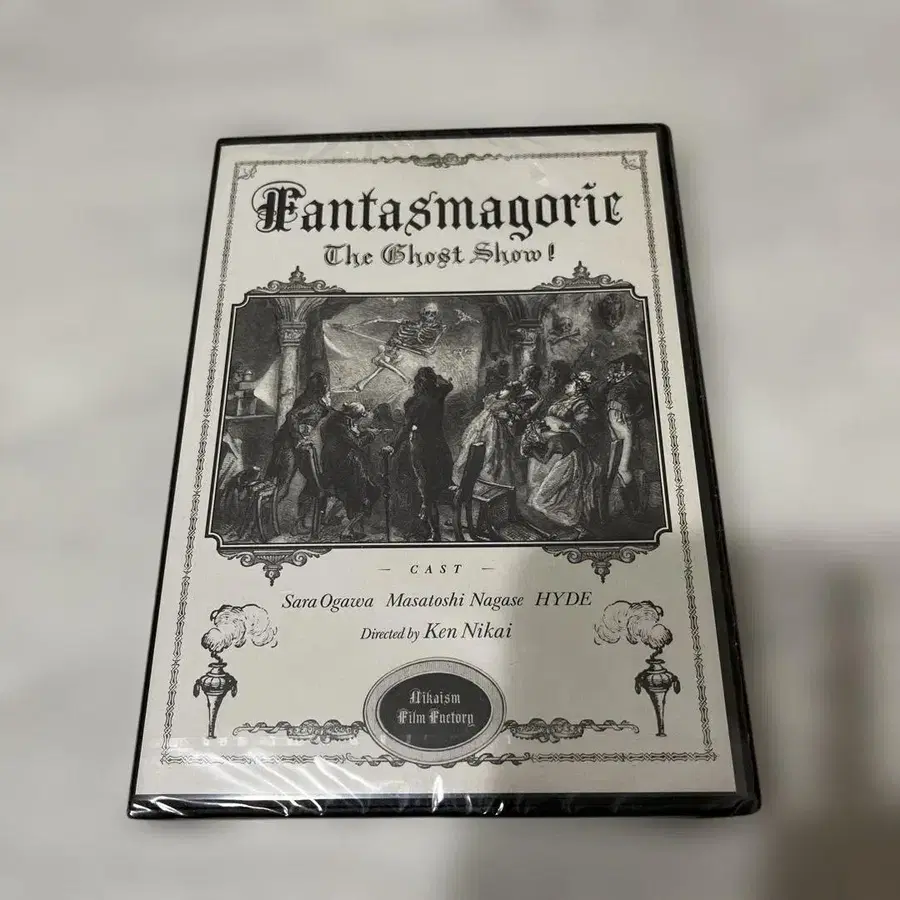 Fantasmagorie
The Ghost Show!
– CAST –
Sara Ogawa Masatoshi Nagase HYDE
Directed by Ken Nikai
Nikaism
Film Factory